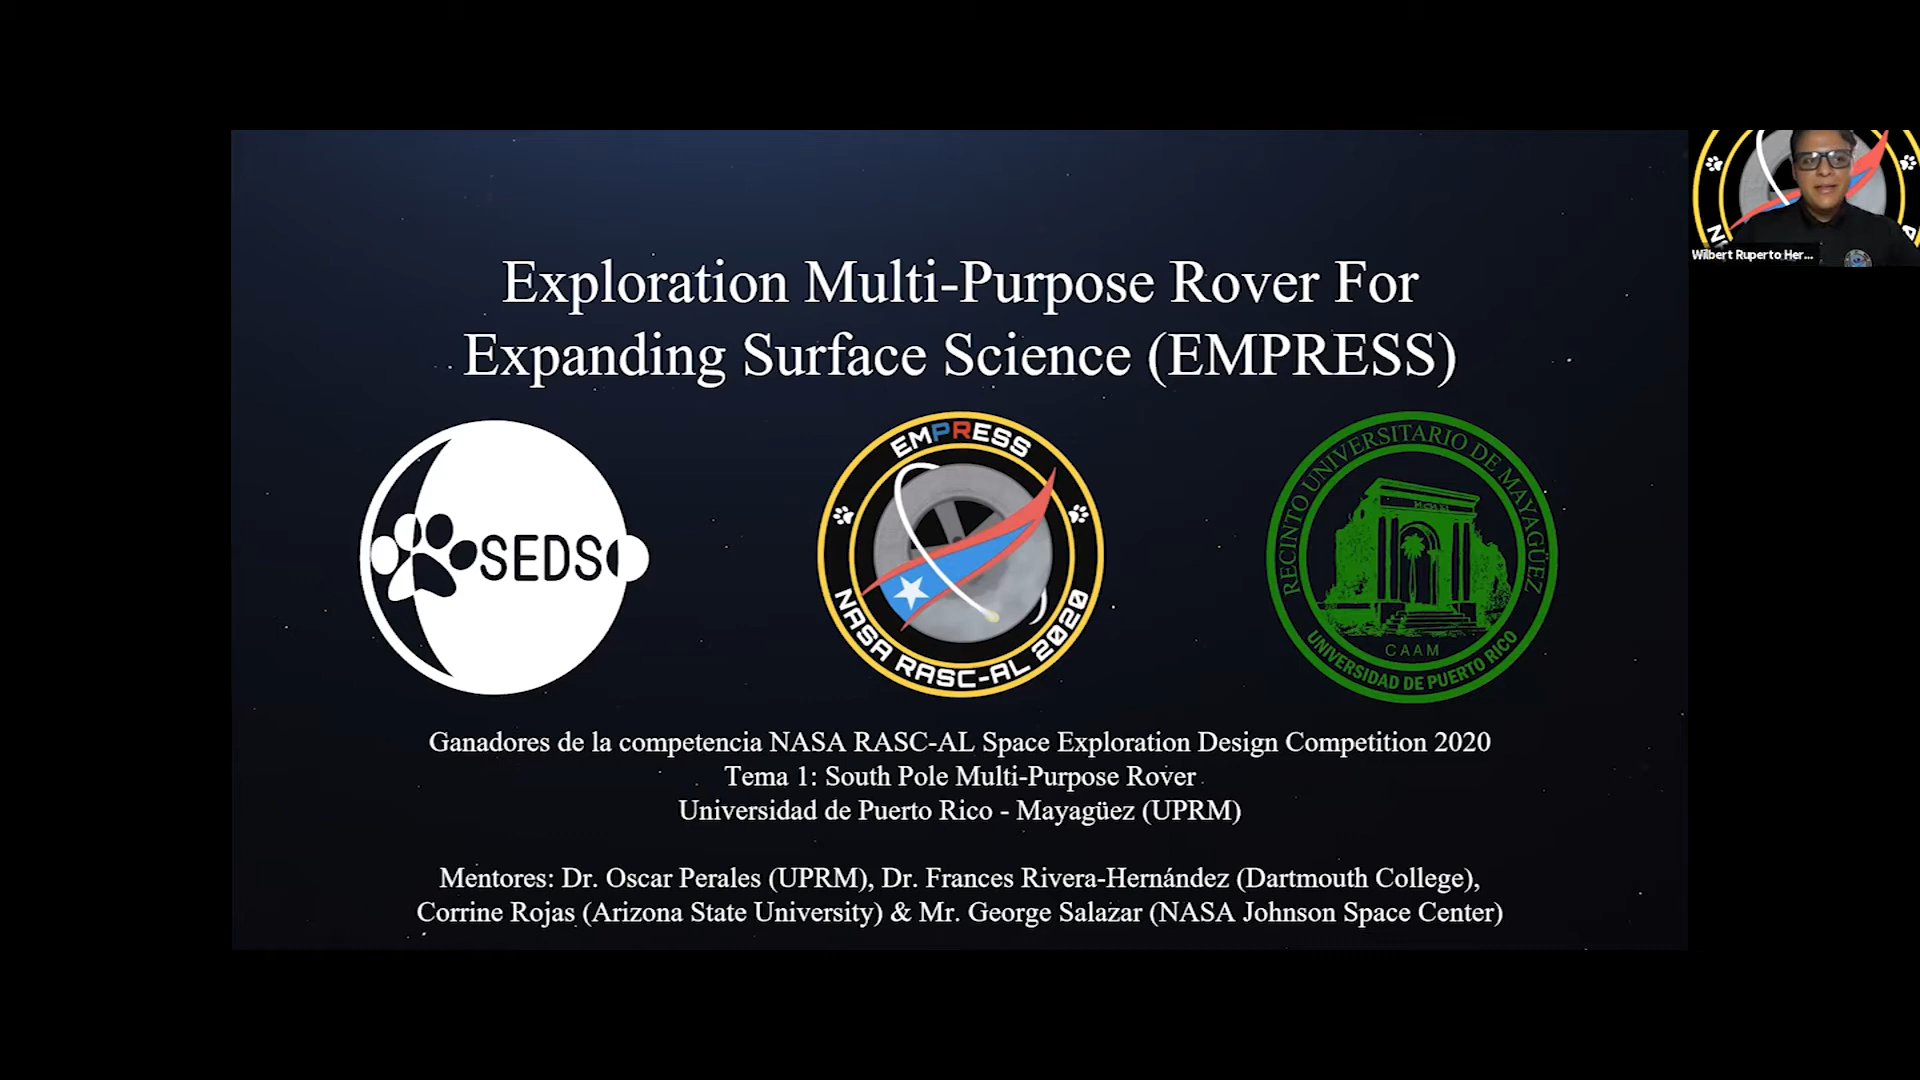 Exploration Multi-Purpose Rover For
Expanding Surface Science (EMPRESS)
SEDS
EMPRESS
NASA RASC-AL 2020
RECINTO UNIVERSITARIO DE MAYAGÜEZ
CAAM
UNIVERSIDAD DE PUERTO RICO
Ganadores de la competencia NASA RASC-AL Space Exploration Design Competition 2020
Tema 1: South Pole Multi-Purpose Rover
Universidad de Puerto Rico - Mayagüez (UPRM)
Mentores: Dr. Oscar Perales (UPRM), Dr. Frances Rivera-Hernández (Dartmouth College),
Corrine Rojas (Arizona State University) & Mr. George Salazar (NASA Johnson Space Center)
Wilbert Ruperto Her...